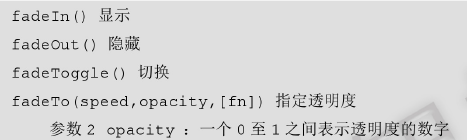 fadeIn() 显示
fadeOut() 隐藏
fadeToggle() 切换
fadeTo(speed,opacity,[fn]) 指定透明度
参数 2 opacity : 一个 0 至 1 之间表示透明度的数字